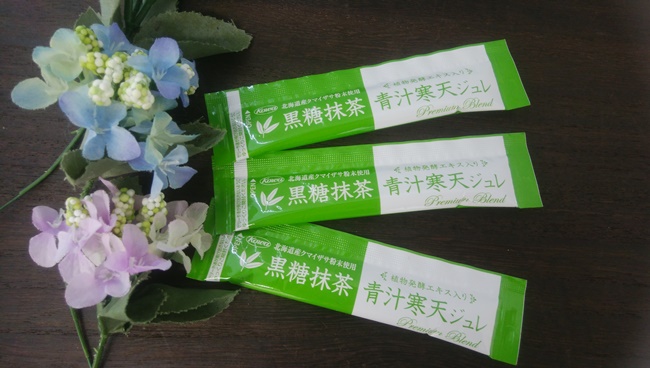 Kowa
北海道産クマイザサ粉末使用
黒糖抹茶
植物発酵エキス入り
青汁寒天ジュレ
Premium Blend
Kowa
北海道産クマイザサ粉末使用
黒糖抹茶
植物発酵エキス入り
青汁寒天ジュレ
Premium Blend
Kowa
北海道産クマイザサ粉末使用
黒糖抹茶
植物発酵エキス入り
青汁寒天ジュレ
Premium Blend